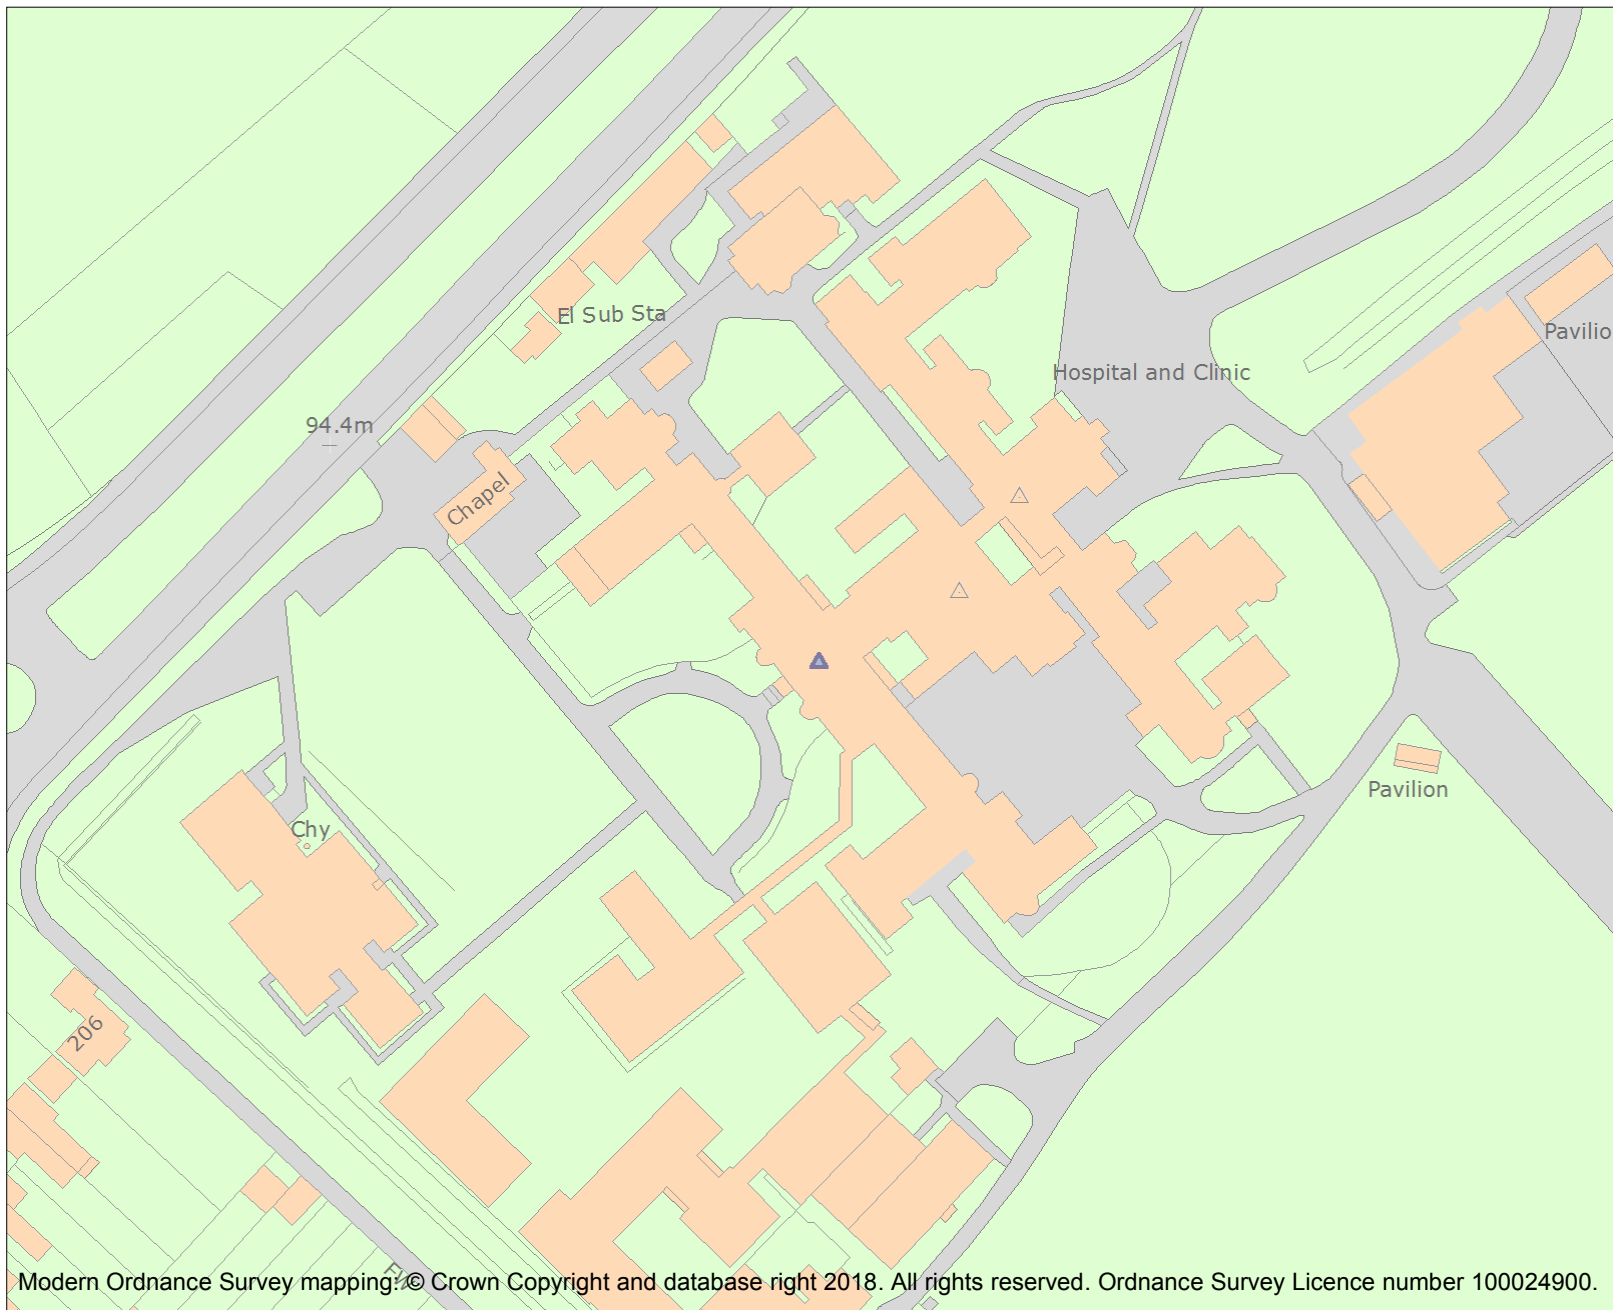 El Sub Sta
Pavilio
Hospital and Clinic
94.4m
Chapel
Pavilion
Chy
206
Modern Ordnance Survey mapping: © Crown Copyright and database right 2018. All rights reserved. Ordnance Survey Licence number 100024900.